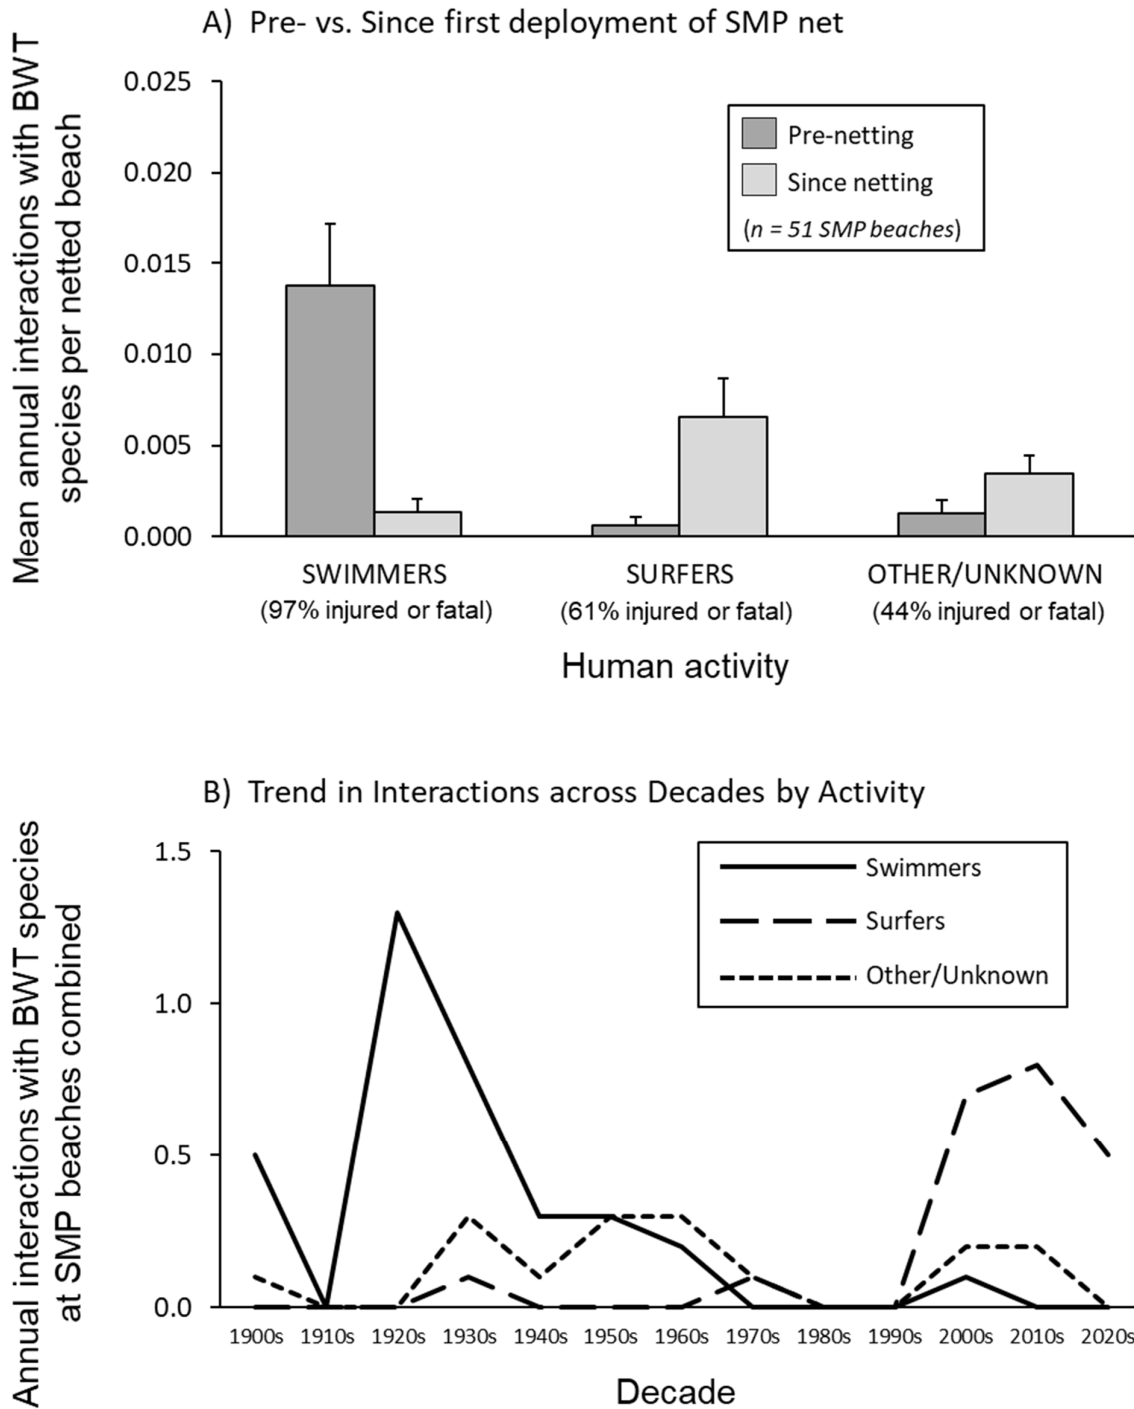 A) Pre- vs. Since first deployment of SMP net
Mean annual interactions with BWT
species per netted beach
0.025
0.020
0.015
0.010
0.005
0.000
Pre-netting
Since netting
(n = 51 SMP beaches)
SWIMMERS
(97% injured or fatal)
SURFERS
(61% injured or fatal)
OTHER/UNKNOWN
(44% injured or fatal)
Human activity
B) Trend in Interactions across Decades by Activity
Annual interactions with BWT species
at SMP beaches combined
1.5
1.0
0.5
0.0
Swimmers
Surfers
Other/Unknown
1900s 1910s 1920s 1930s 1940s 1950s 1960s 1970s 1980s 1990s 2000s 2010s 2020s
Decade